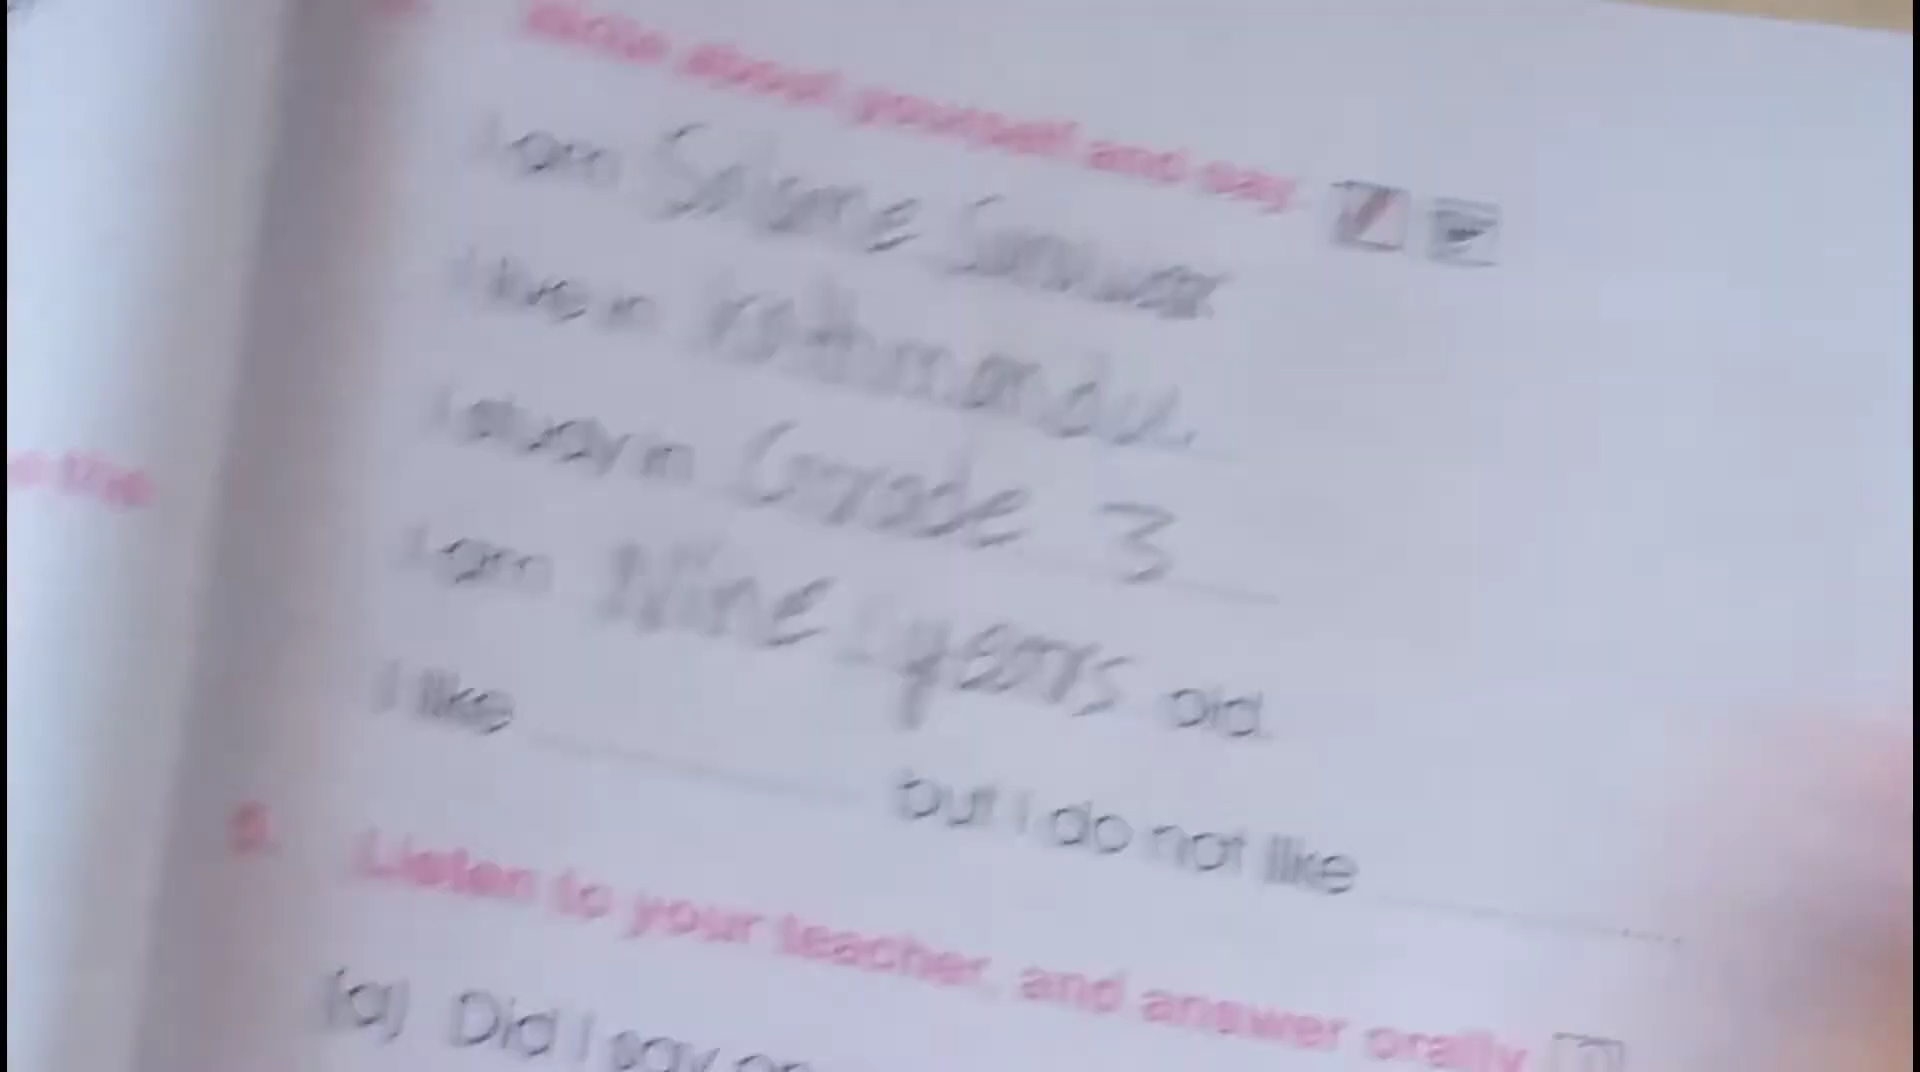 Write about yourself and say.
I am Salome Sunuwar
I live in Kathmandu
I study in Grade 3
I am Nine years old.
I like but I do not like
Listen to your teacher, and answer orally
(a) Did I say